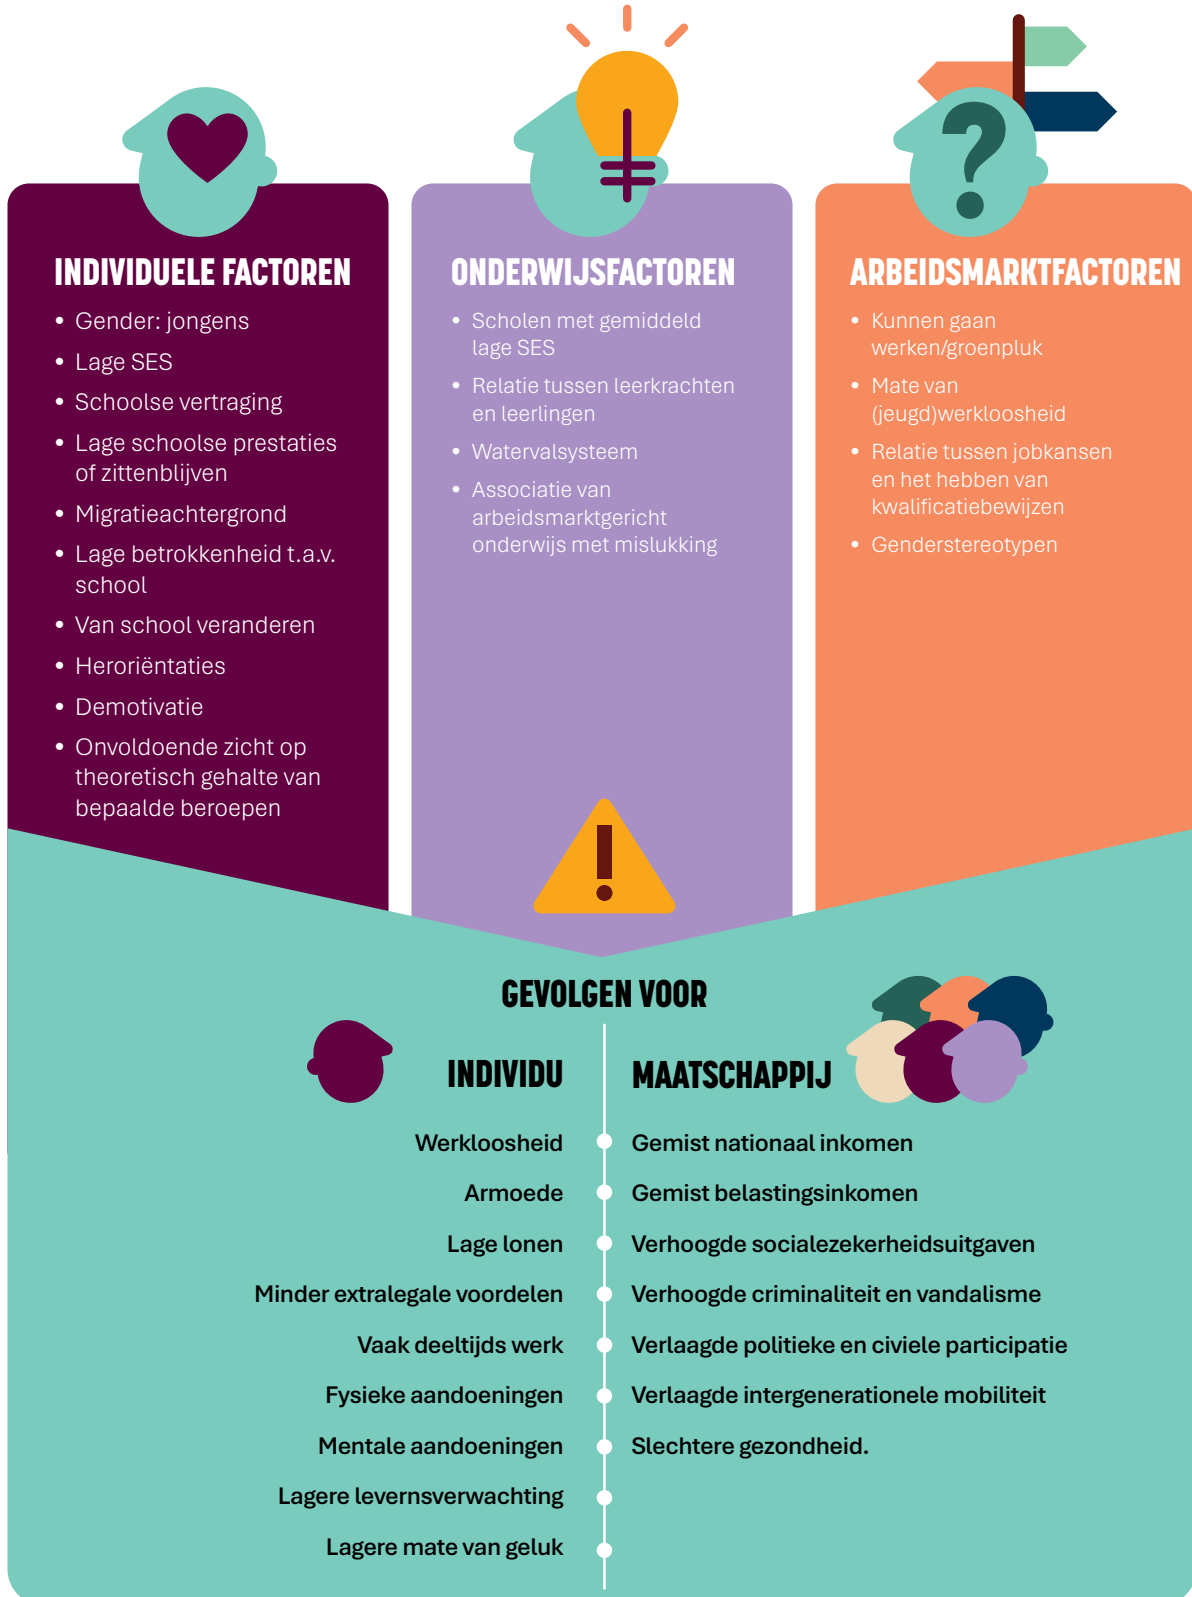 INDIVIDUELE FACTOREN
• Gender: jongens
• Lage SES
• Schoolse vertraging
• Lage schoolse prestaties
of zittenblijven
• Migratieachtergrond
• Lage betrokkenheid t.a.v.
school
• Van school veranderen
• Heroriëntaties
• Demotivatie
• Onvoldoende zicht op
theoretisch gehalte van
bepaalde beroepen
ONDERWIJSFACTOREN
• Scholen met gemiddeld
lage SES
• Relatie tussen leerkrachten
en leerlingen
• Watervalsysteem
• Associatie van
arbeidsmarktgericht
onderwijs met mislukking
ARBEIDSMARKTFACTOREN
• Kunnen gaan
werken/groenpluk
• Mate van
(jeugd)werkloosheid
• Relatie tussen jobkansen
en het hebben van
kwalificatiebewijzen
• Genderstereotypen
GEVOLGEN VOOR
INDIVIDU
Werkloosheid
Armoede
Lage lonen
Minder extralegale voordelen
Vaak deeltijds werk
Fysieke aandoeningen
Mentale aandoeningen
Lagere levernsverwachting
Lagere mate van geluk
MAATSCHAPPIJ
Gemist nationaal inkomen
Gemist belastingsinkomen
Verhoogde socialezekerheidsuitgaven
Verhoogde criminaliteit en vandalisme
Verlaagde politieke en civiele participatie
Verlaagde intergenerationele mobiliteit
Slechtere gezondheid.